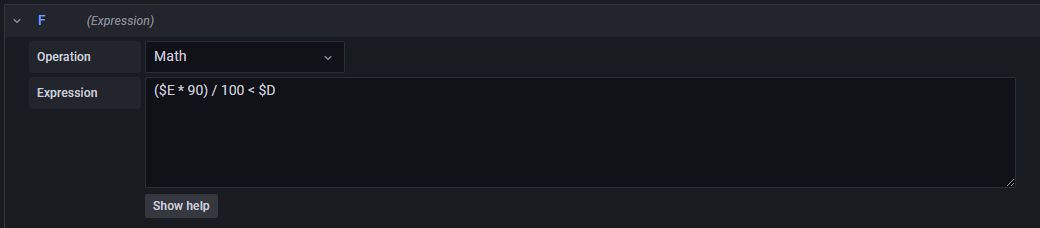 F (Expression)
Operation Math
Expression ($E * 90) / 100 < $D
Show help